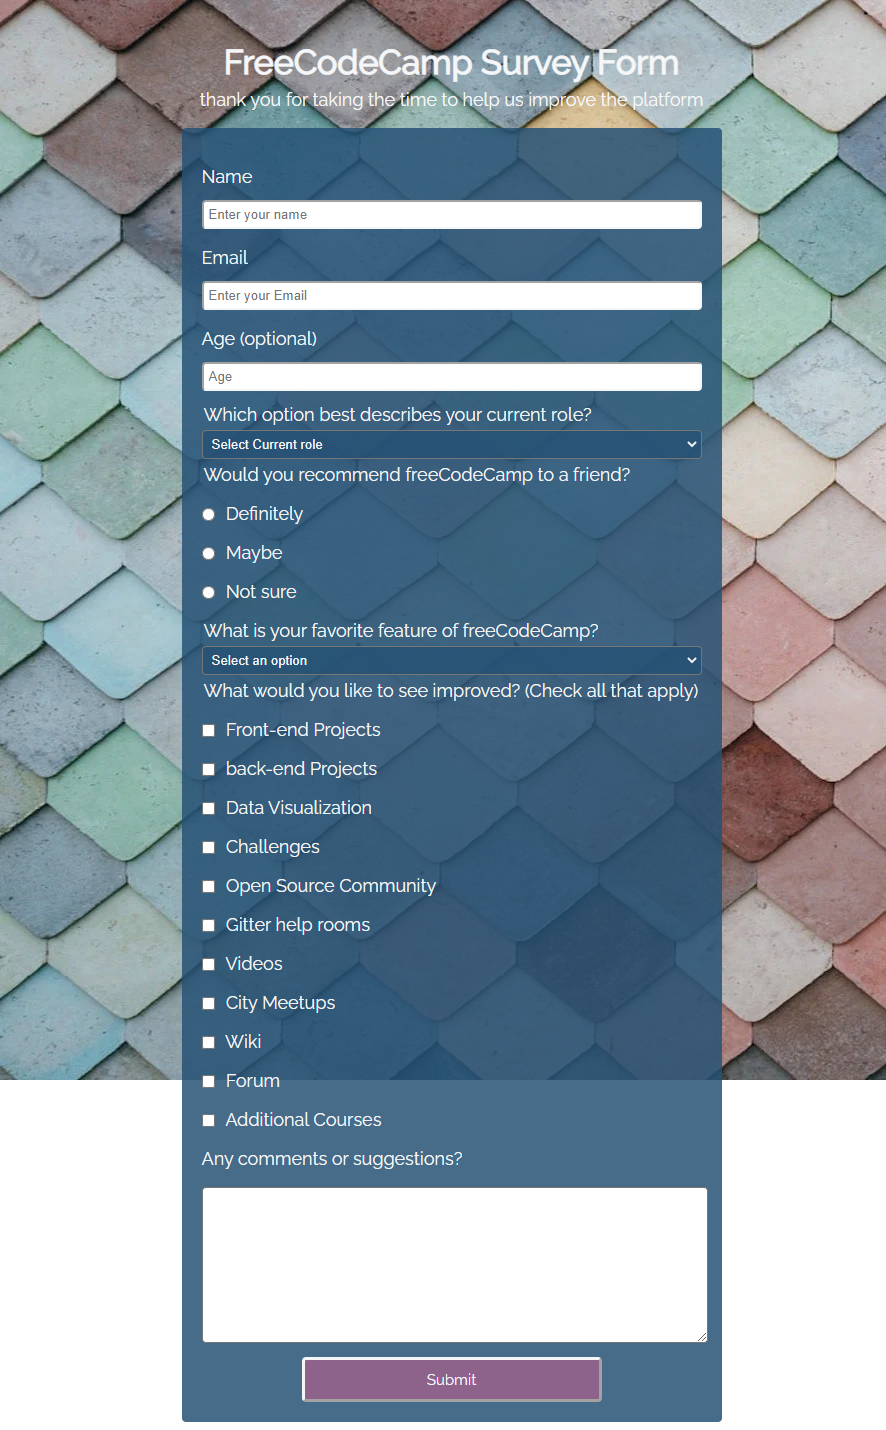 FreeCodeCamp Survey Form
thank you for taking the time to help us improve the platform
Name
Enter your name
Email
Enter your Email
Age (optional)
Age
Which option best describes your current role?
Select Current role
Would you recommend freeCodeCamp to a friend?
Definitely
Maybe
Not sure
What is your favorite feature of freeCodeCamp?
Select an option
What would you like to see improved? (Check all that apply)
Front-end Projects
back-end Projects
Data Visualization
Challenges
Open Source Community
Gitter help rooms
Videos
City Meetups
Wiki
Forum
Additional Courses
Any comments or suggestions?
Submit